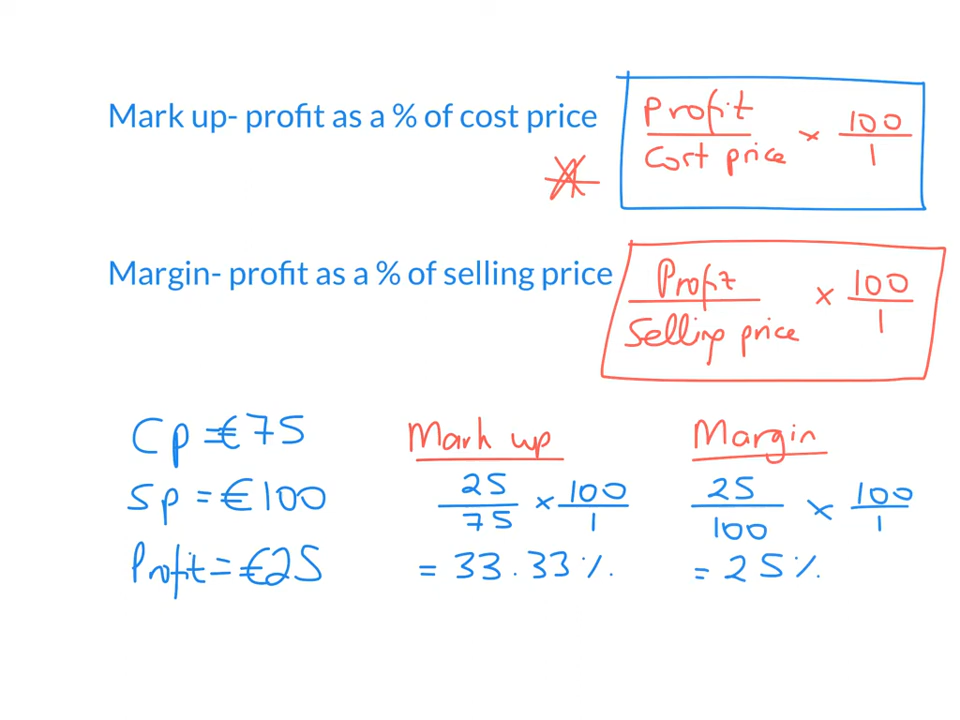 Mark up- profit as a % of cost price
Profit
Cost price
×
100
1
Margin- profit as a % of selling price
Profit
Selling price
×
100
1
Cp = €75
Sp = €100
Profit = €25
Mark up
25
75
×
100
1
= 33.33%.
Margin
25
100
×
100
1
= 25%.